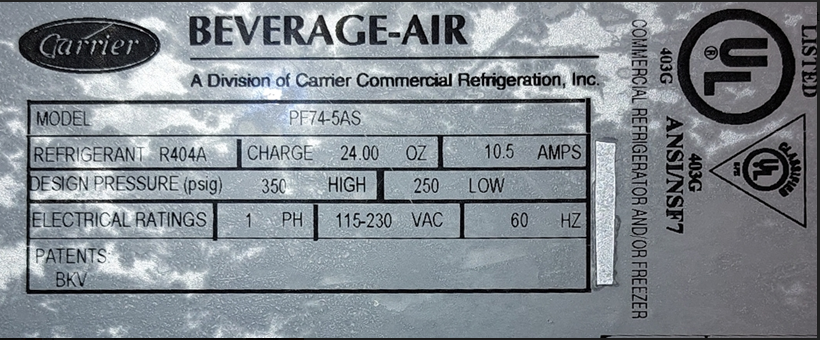 Carrier
BEVERAGE-AIR
A Division of Carrier Commercial Refrigeration, Inc.
MODEL PF74-5AS
REFRIGERANT R404A CHARGE 24.00 OZ 10.5 AMPS
DESIGN PRESSURE (psig) 350 HIGH 250 LOW
ELECTRICAL RATINGS 1 PH 115-230 VAC 60 HZ
PATENTS:
BKV
LISTED
UL
®
403G
COMMERCIAL REFRIGERATOR AND/OR FREEZER
403G
ANSI/NSF7
UL